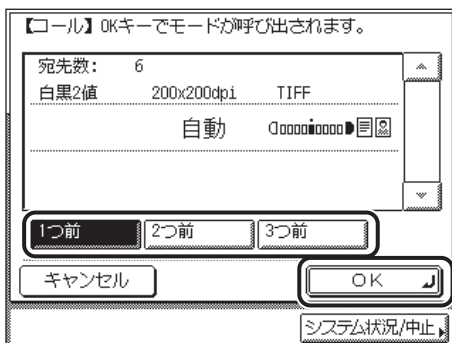 【コール】OKキーでモードが呼び出されます。
宛先数: 6
白黒2値 200x200dpi TIFF
自動
1つ前 2つ前 3つ前
キャンセル OK
システム状況/中止